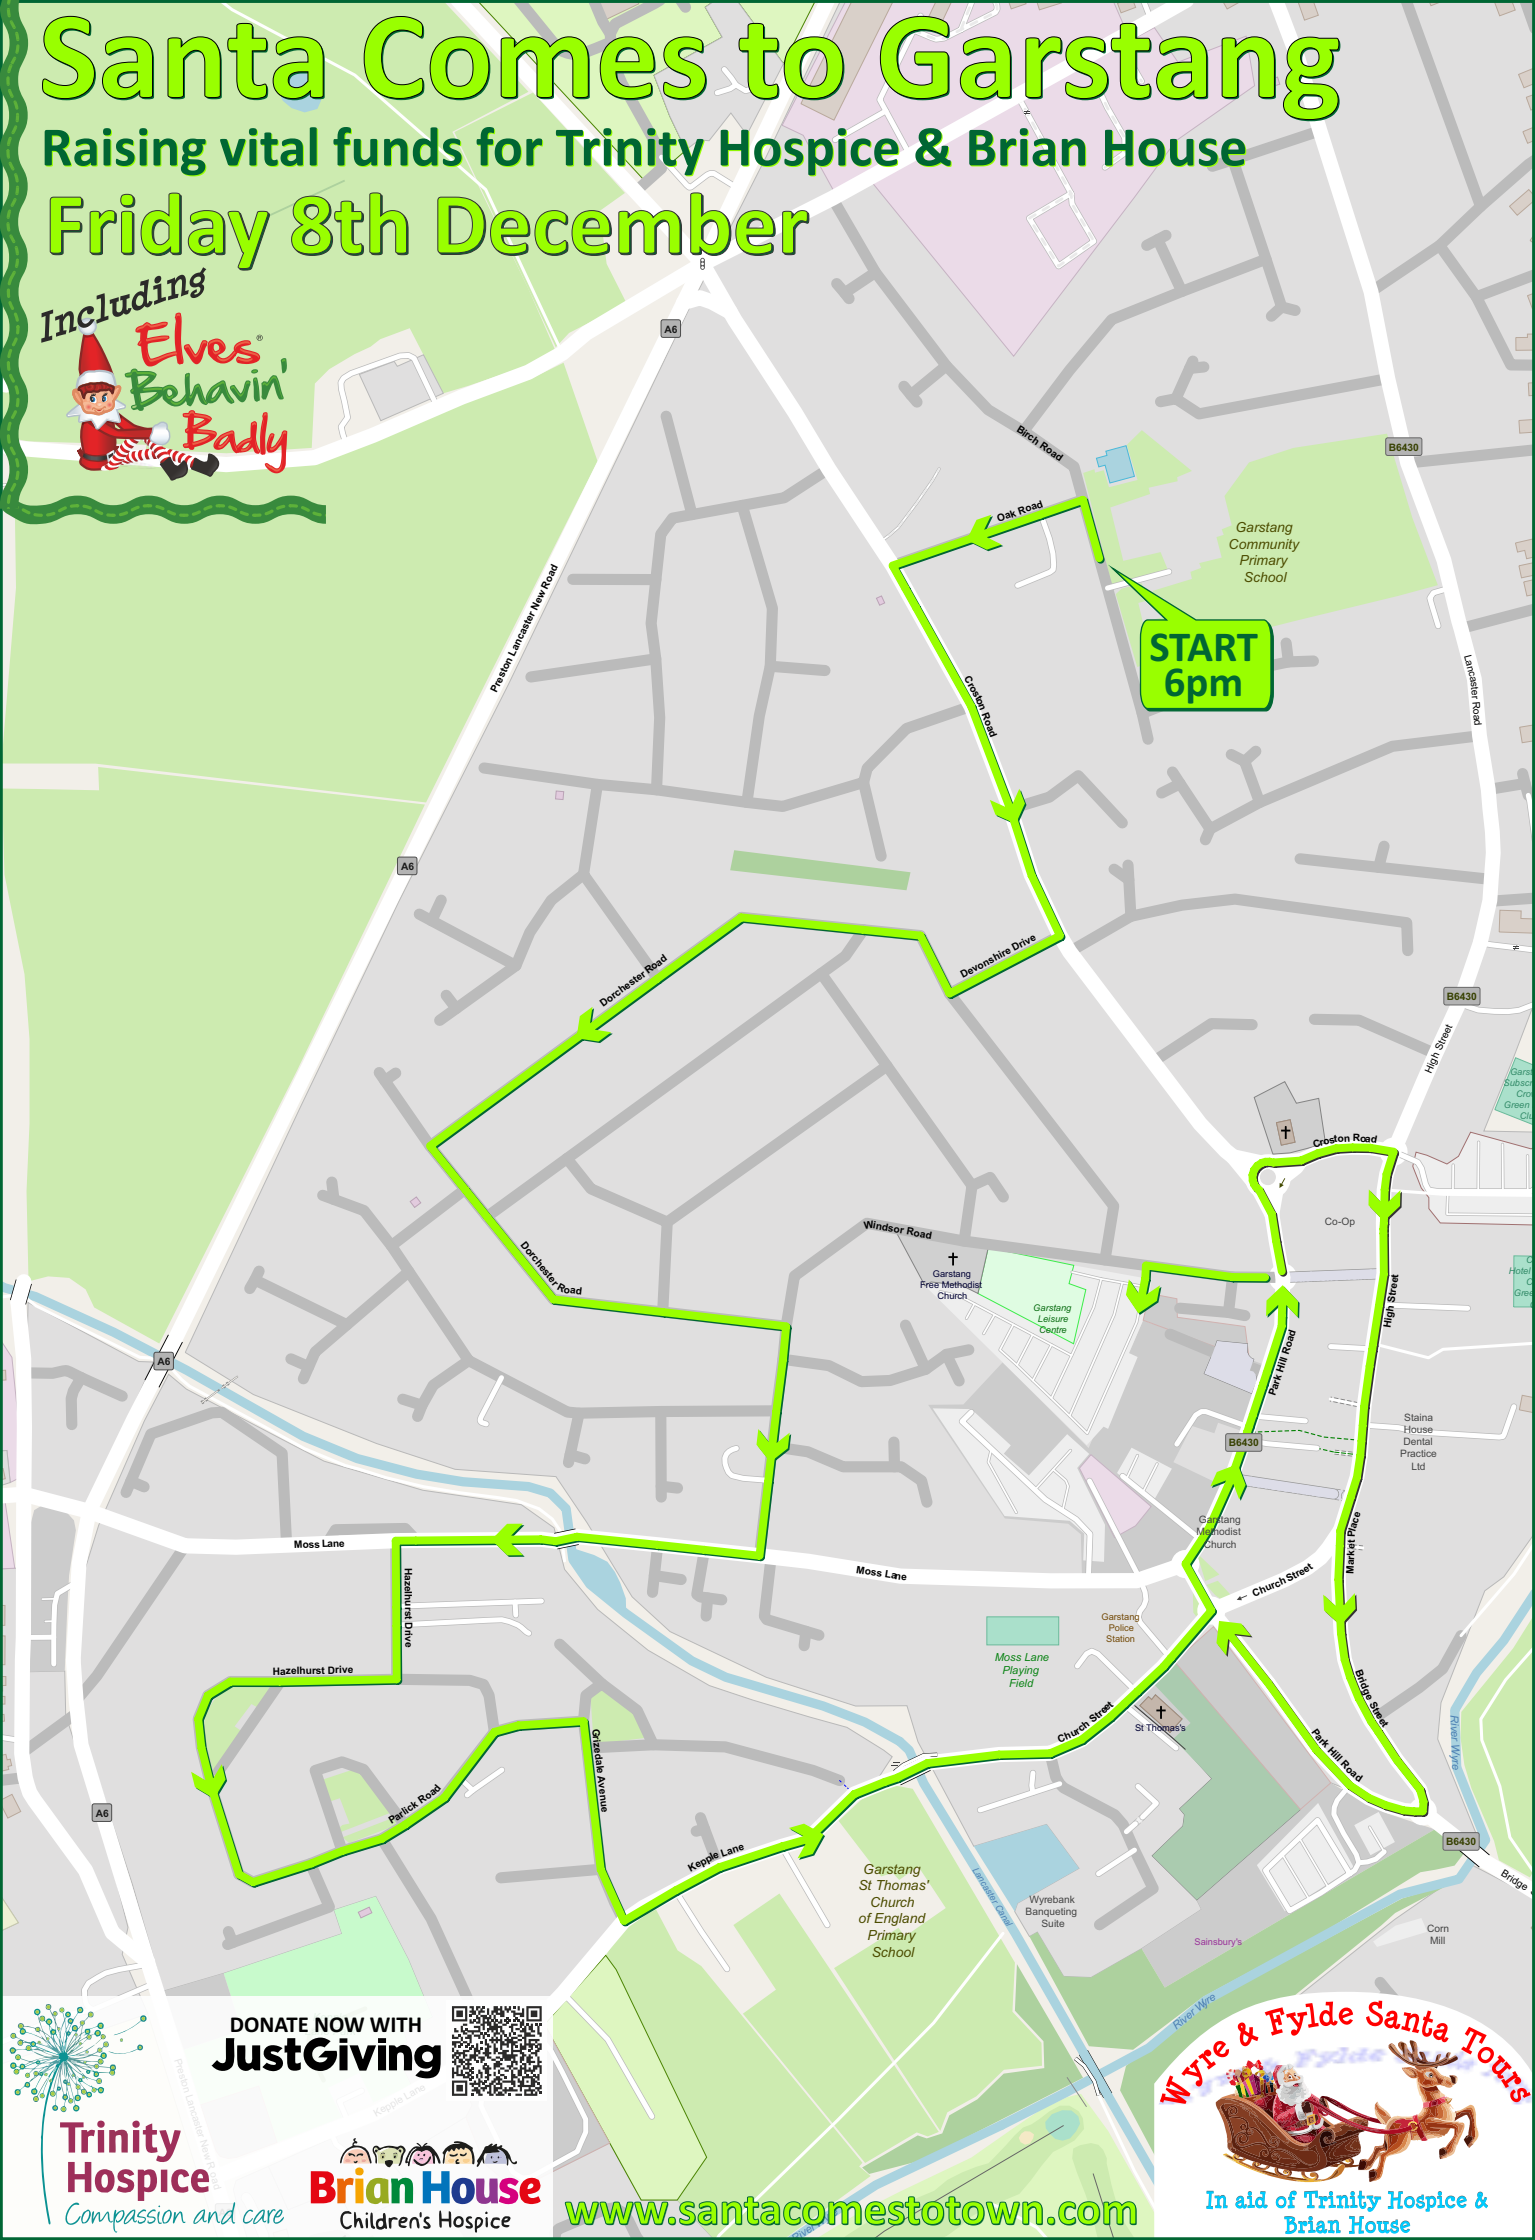 Santa Comes to Garstang
Raising vital funds for Trinity Hospice & Brian House
Friday 8th December
Including
Elves®
Behavin'
Badly
A6
Birch Road
B6430
Oak Road
Garstang
Community
Primary
School
START
6pm
Preston Lancaster New Road
Croston Road
Lancaster Road
A6
Devonshire Drive
Dorchester Road
B6430
High Street
Croston Road
Co-Op
Windsor Road
Garstang
Free Methodist
Church
Garstang
Leisure
Centre
Dorchester Road
High Street
Park Hill Road
A6
Staina
House
Dental
Practice
Ltd
B6430
Garstang
Methodist
Church
Market Place
Moss Lane
Moss Lane
Church Street
Hazelhurst Drive
Garstang
Police
Station
Moss Lane
Playing
Field
Hazelhurst Drive
St Thomas's
Church Street
Bridge Street
Park Hill Road
River Wyre
Grizedale Avenue
Parlick Road
A6
B6430
Kepple Lane
Bridge
Garstang
St Thomas'
Church
of England
Primary
School
Lancaster Canal
Wyrebank
Banqueting
Suite
Sainsbury's
Corn
Mill
River Wyre
DONATE NOW WITH
JustGiving
Preston Lancaster New Road
Kepple Lane
Trinity
Hospice
Compassion and care
Brian House
Children's Hospice
www.santacomestotown.com
Wyre & Fylde Santa Tours
In aid of Trinity Hospice &
Brian House